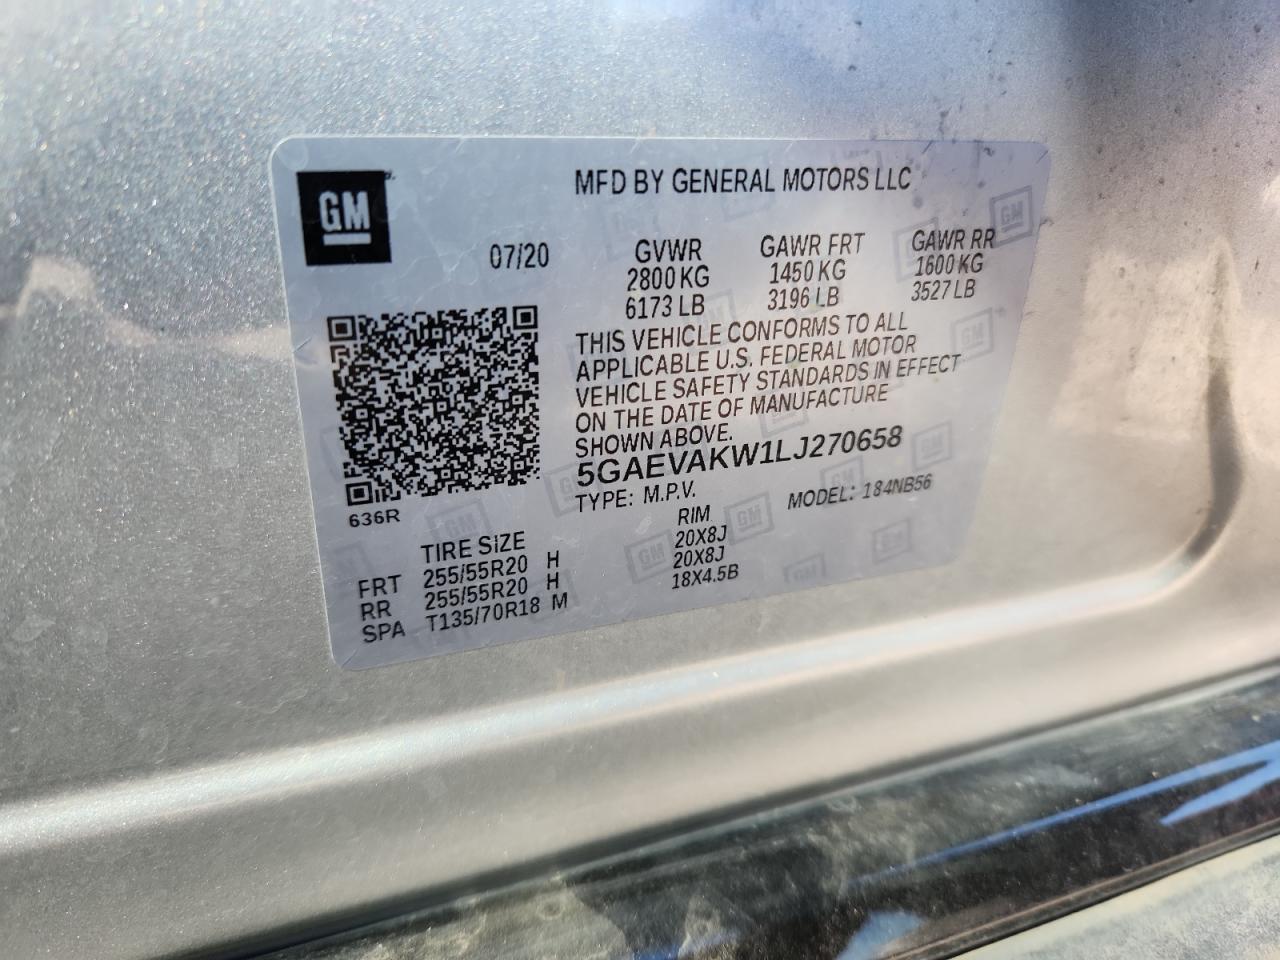 GM
MFD BY GENERAL MOTORS LLC
07/20
GVWR GAWR FRT GAWR RR
2800 KG 1450 KG 1600 KG
6173 LB 3196 LB 3527 LB
THIS VEHICLE CONFORMS TO ALL
APPLICABLE U.S. FEDERAL MOTOR
VEHICLE SAFETY STANDARDS IN EFFECT
ON THE DATE OF MANUFACTURE
SHOWN ABOVE.
5GAEVAKW1LJ270658
TYPE: M.P.V. MODEL: 184NB56
636R
TIRE SIZE RIM
FRT 255/55R20 H 20X8J
RR 255/55R20 H 20X8J
SPA T135/70R18 M 18X4.5B